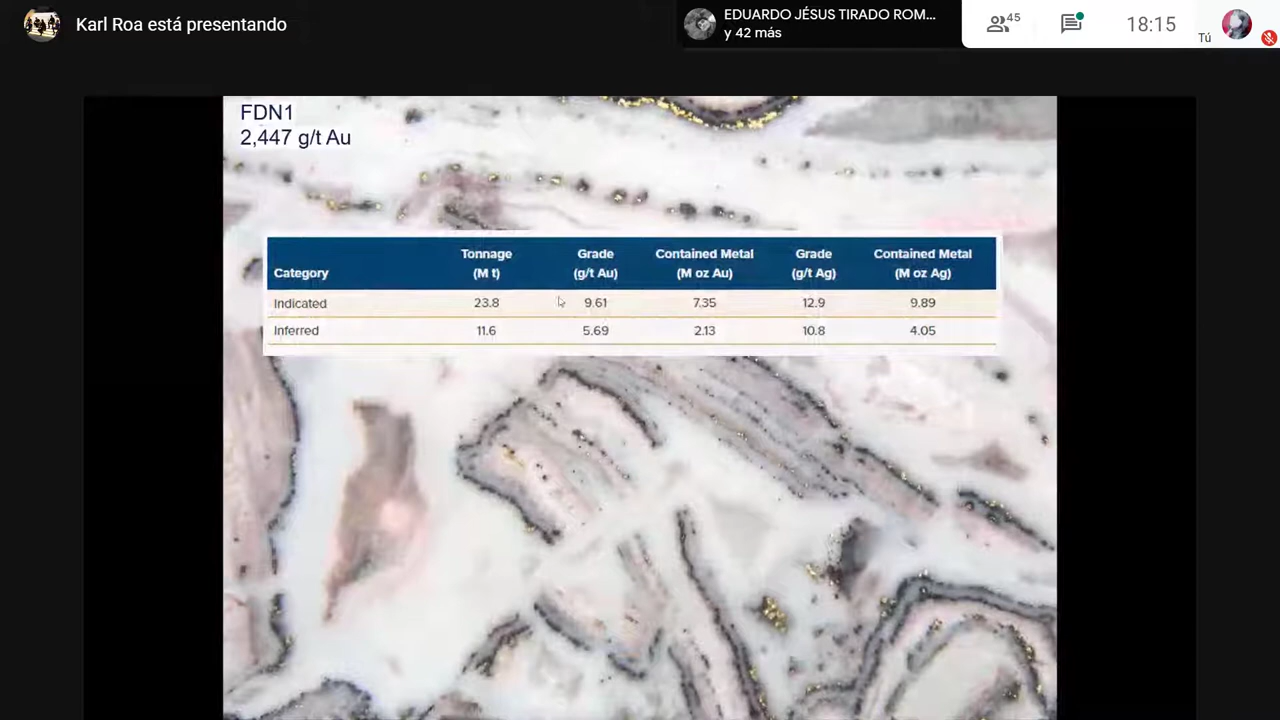 Karl Roa está presentando
EDUARDO JÉSUS TIRADO ROM...
y 42 más
45
18:15
Tú
FDN1
2,447 g/t Au
Category Tonnage (M t) Grade (g/t Au) Contained Metal (M oz Au) Grade (g/t Ag) Contained Metal (M oz Ag)
Indicated 23.8 9.61 7.35 12.9 9.89
Inferred 11.6 5.69 2.13 10.8 4.05